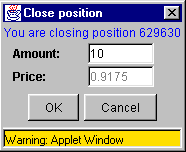 Close position
You are closing position 629630
Amount: 10
Price: 0.9175
OK Cancel
Warning: Applet Window